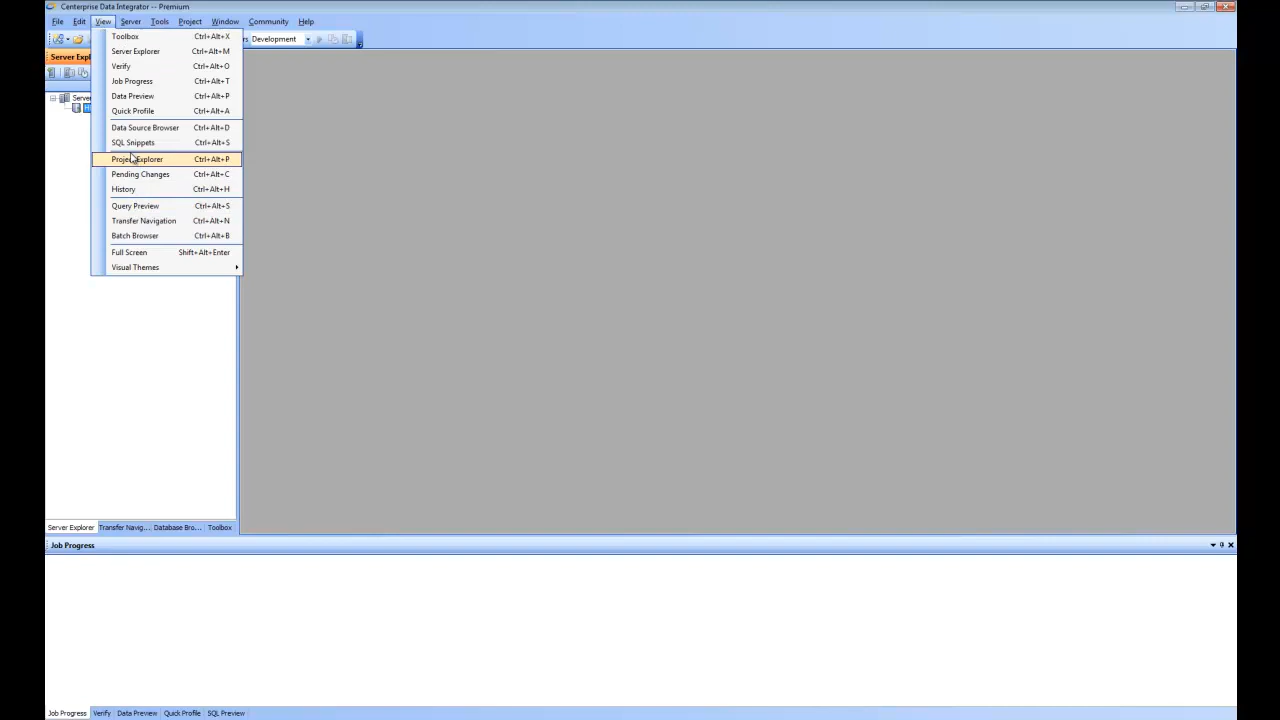 Centerprise Data Integrator -- Premium
File Edit View Server Tools Project Window Community Help
Development
Toolbox Ctrl+Alt+X
Server Explorer Ctrl+Alt+M
Verify Ctrl+Alt+O
Job Progress Ctrl+Alt+T
Data Preview Ctrl+Alt+P
Quick Profile Ctrl+Alt+A
Data Source Browser Ctrl+Alt+D
SQL Snippets Ctrl+Alt+S
Project Explorer Ctrl+Alt+P
Pending Changes Ctrl+Alt+C
History Ctrl+Alt+H
Query Preview Ctrl+Alt+S
Transfer Navigation Ctrl+Alt+N
Batch Browser Ctrl+Alt+B
Full Screen Shift+Alt+Enter
Visual Themes
Server Expl
Server
Server Explorer Transfer Navig... Database Bro... Toolbox
Job Progress
Job Progress Verify Data Preview Quick Profile SQL Preview